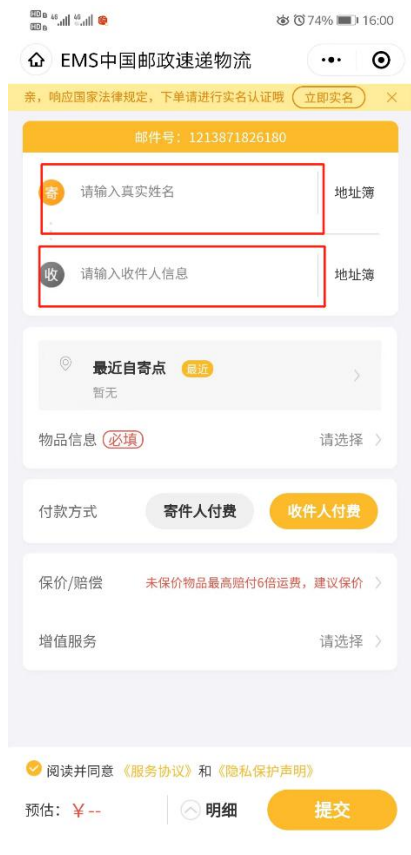 HD B 46 46 74% 16:00
HD B
EMS中国邮政速递物流
亲，响应国家法律规定，下单请进行实名认证哦 立即实名
邮件号：1213871826180
寄 请输入真实姓名 地址簿
收 请输入收件人信息 地址簿
最近自寄点 最近
暂无
物品信息 (必填) 请选择
付款方式 寄件人付费 收件人付费
保价/赔偿 未保价物品最高赔付6倍运费，建议保价
增值服务 请选择
阅读并同意《服务协议》和《隐私保护声明》
预估：￥-- 明细 提交